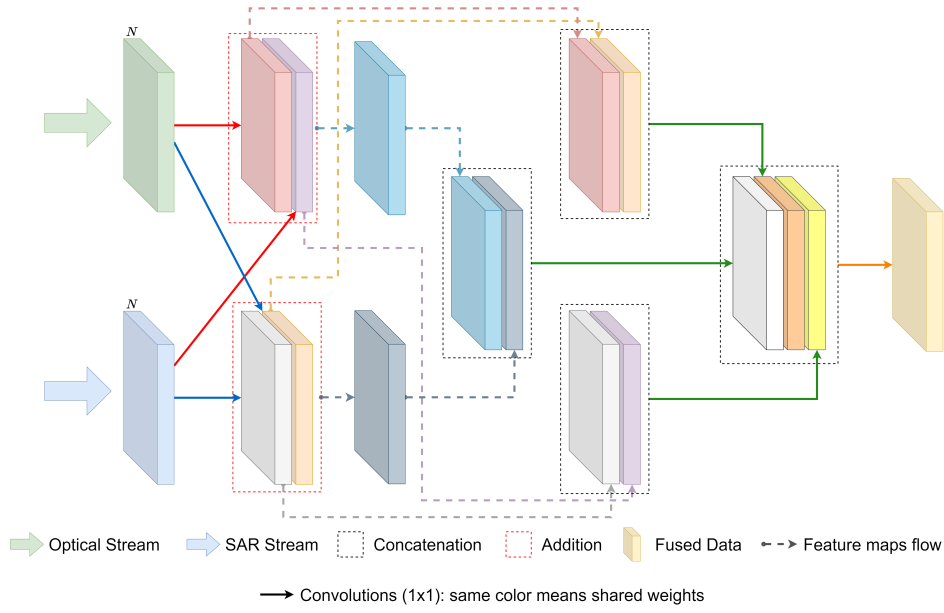 N
N
Optical Stream
SAR Stream
Concatenation
Addition
Fused Data
Feature maps flow
Convolutions (1x1): same color means shared weights